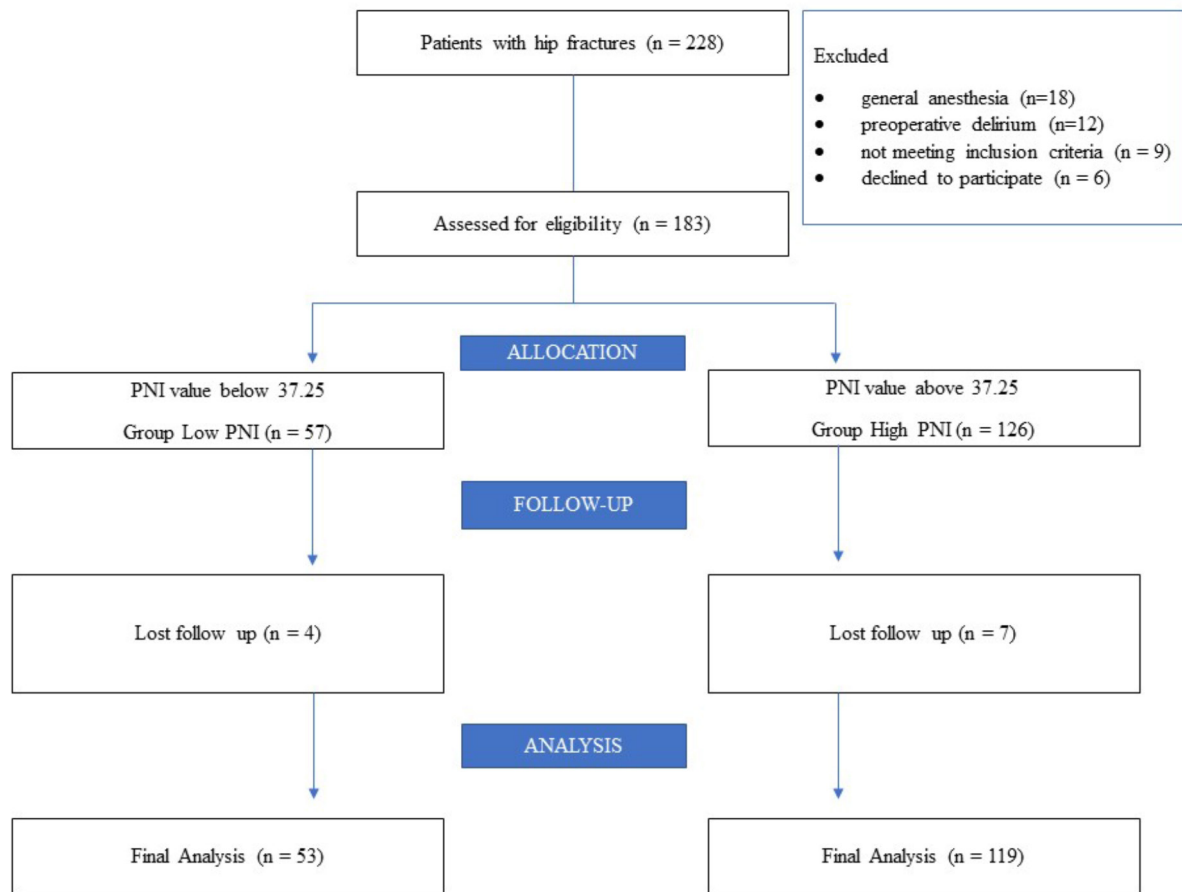 Patients with hip fractures (n = 228)
Excluded
• general anesthesia (n=18)
• preoperative delirium (n=12)
• not meeting inclusion criteria (n = 9)
• declined to participate (n = 6)
Assessed for eligibility (n = 183)
ALLOCATION
PNI value below 37.25
Group Low PNI (n = 57)
PNI value above 37.25
Group High PNI (n = 126)
FOLLOW-UP
Lost follow up (n = 4)
Lost follow up (n = 7)
ANALYSIS
Final Analysis (n = 53)
Final Analysis (n = 119)